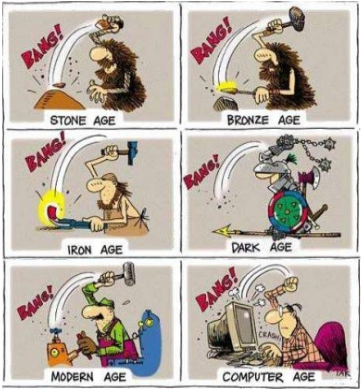 BANG!
STONE AGE
BANG!
BRONZE AGE
BANG!
IRON AGE
BANG!
DARK AGE
BANG!
MODERN AGE
BANG!
CRASH!
COMPUTER AGE